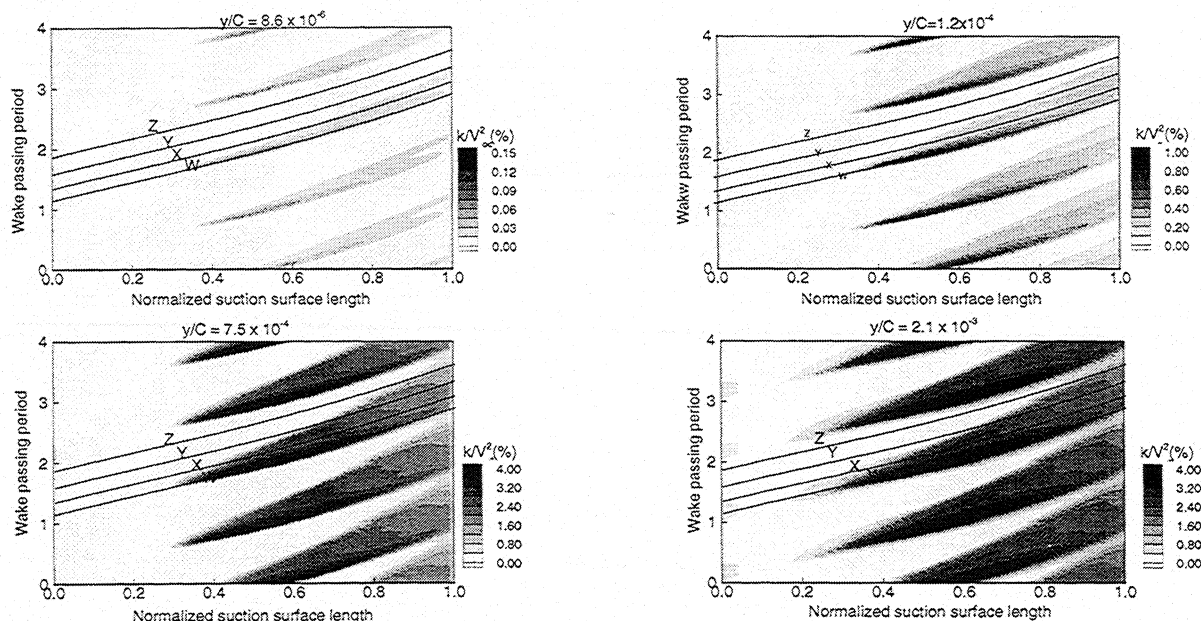 y/C = 8.6 x 10⁻⁶
Wake passing period
4
3
2
1
0
Z
Y
X
W
k/V²∞(%)
0.15
0.12
0.09
0.06
0.03
0.00
0.0 0.2 0.4 0.6 0.8 1.0
Normalized suction surface length
y/C=1.2x10⁻⁴
Wakw passing period
4
3
2
1
0
Z
Y
X
W
k/V²(%)
1.00
0.80
0.60
0.40
0.20
0.00
0.0 0.2 0.4 0.6 0.8 1.0
Normalized suction surface length
y/C = 7.5 x 10⁻⁴
Wake passing period
4
3
2
1
0
Z
Y
X
k/V²(%)
4.00
3.20
2.40
1.60
0.80
0.00
0.0 0.2 0.4 0.6 0.8 1.0
Normalized suction surface length
y/C = 2.1 x 10⁻³
Wake passing period
4
3
2
1
0
Z
Y
X
k/V²(%)
4.00
3.20
2.40
1.60
0.80
0.00
0.0 0.2 0.4 0.6 0.8 1.0
Normalized suction surface length